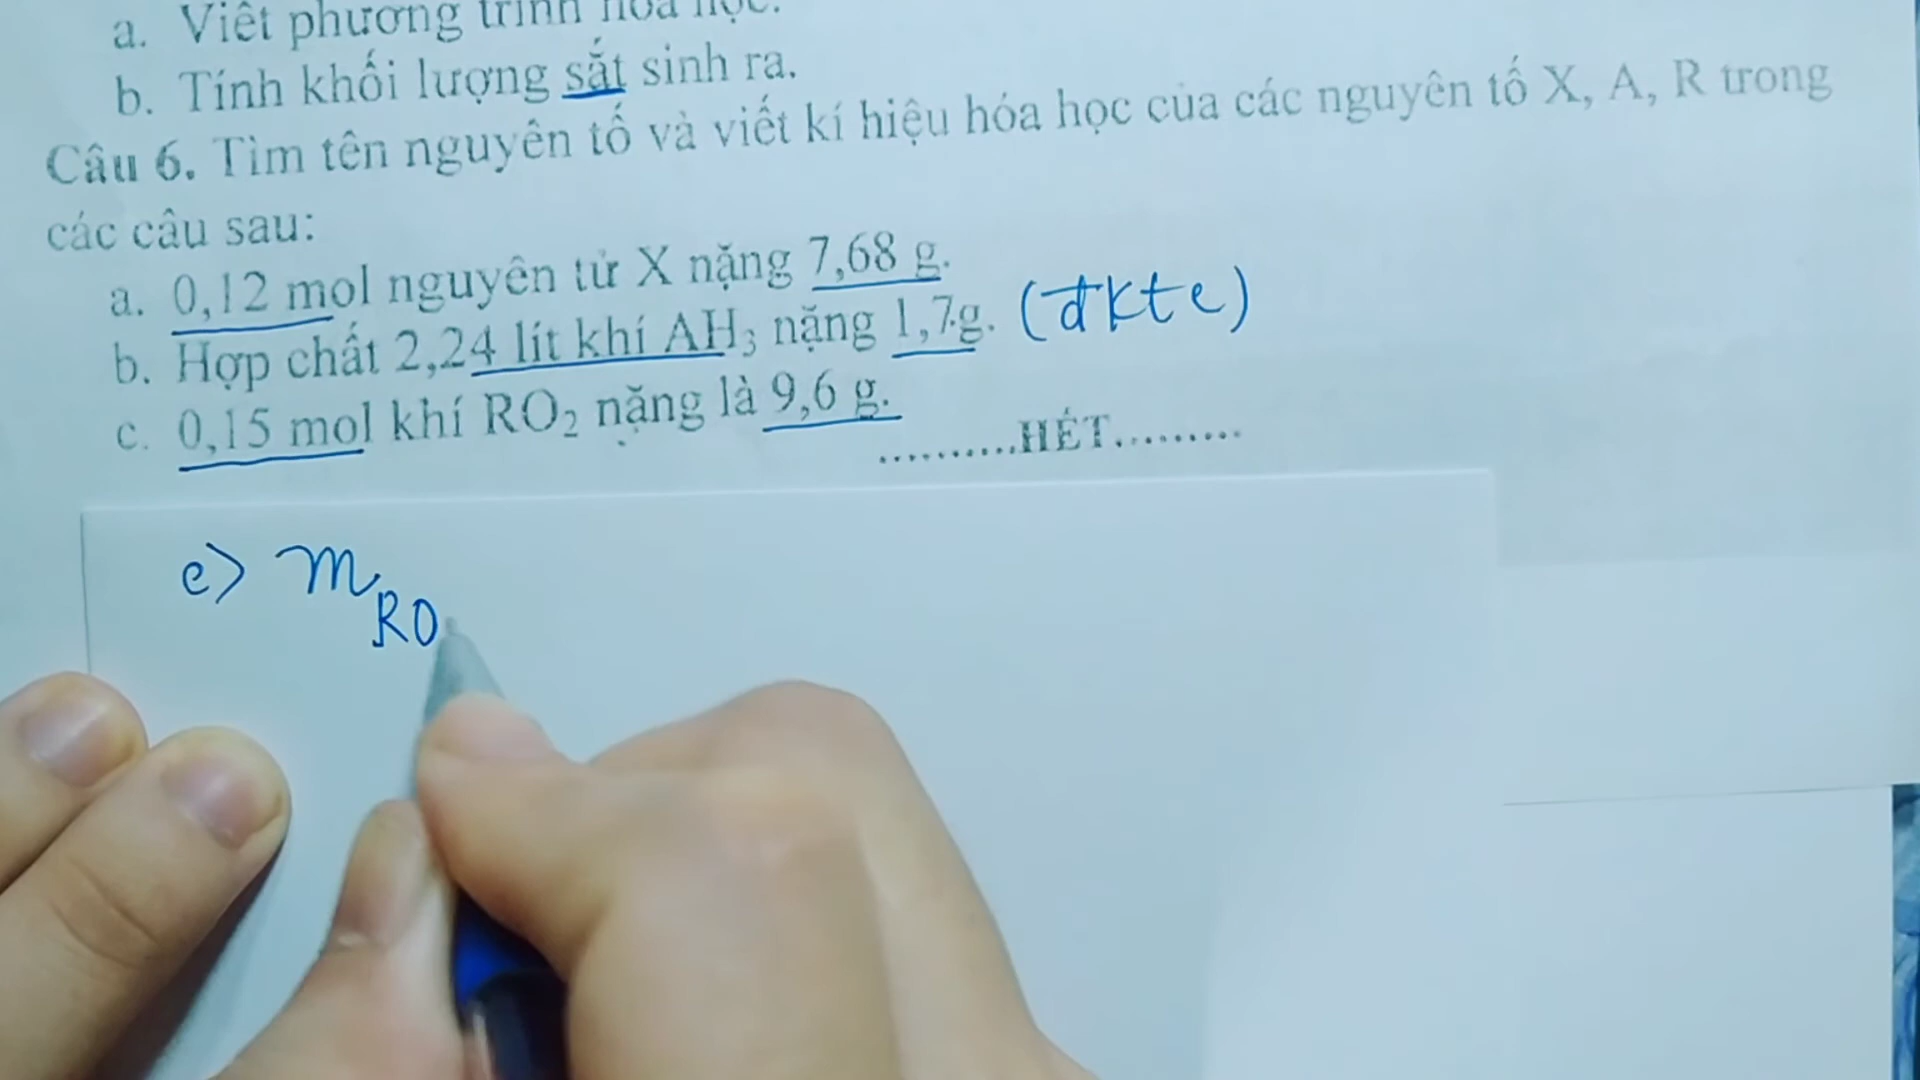 a. Viết phương trình hóa học.
b. Tính khối lượng sắt sinh ra.
Câu 6. Tìm tên nguyên tố và viết kí hiệu hóa học của các nguyên tố X, A, R trong
các câu sau:
a. 0,12 mol nguyên tử X nặng 7,68 g.
b. Hợp chất 2,24 lít khí AH₃ nặng 1,7g. (đktc)
c. 0,15 mol khí RO₂ nặng là 9,6 g.
..........HẾT.........
c) m RO